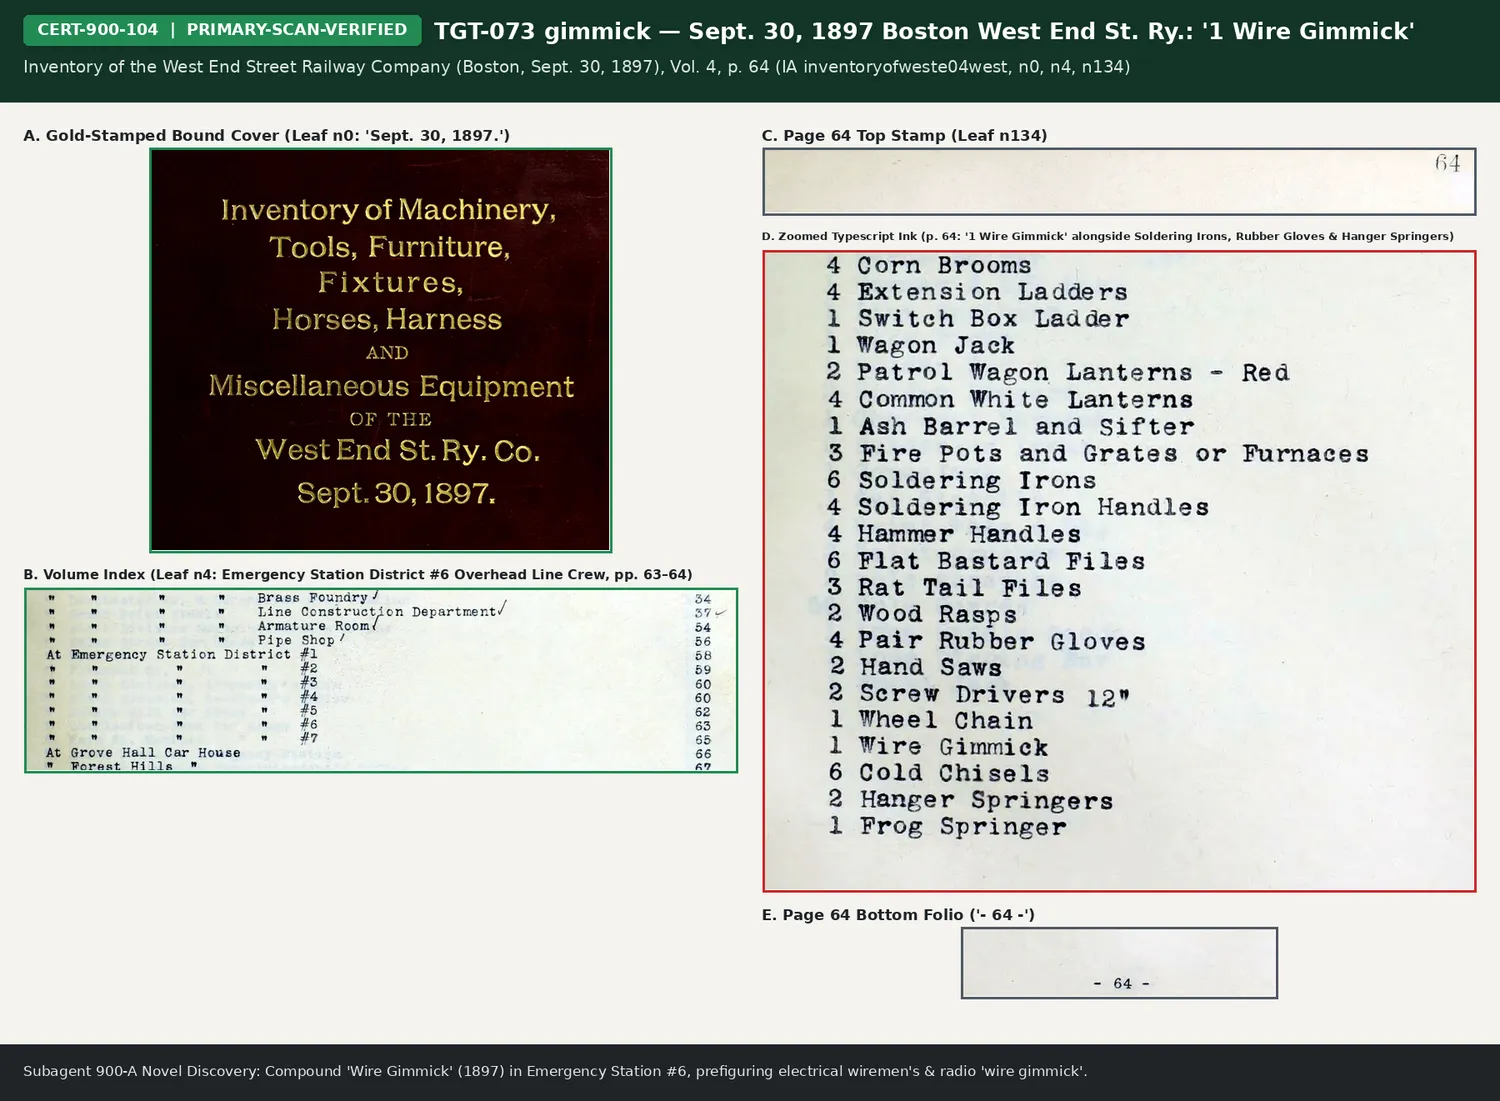 CERT-900-104 | PRIMARY-SCAN-VERIFIED
TGT-073 gimmick — Sept. 30, 1897 Boston West End St. Ry.: '1 Wire Gimmick'
Inventory of the West End Street Railway Company (Boston, Sept. 30, 1897), Vol. 4, p. 64 (IA inventoryofweste04west, n0, n4, n134)
A. Gold-Stamped Bound Cover (Leaf n0: 'Sept. 30, 1897.')
Inventory of Machinery,
Tools, Furniture,
Fixtures,
Horses, Harness
AND
Miscellaneous Equipment
OF THE
West End St. Ry. Co.
Sept. 30, 1897.
B. Volume Index (Leaf n4: Emergency Station District #6 Overhead Line Crew, pp. 63–64)
" " " " Brass Foundry ✓ 34
" " " " Line Construction Department ✓ 37 ✓
" " " " Armature Room ✓ 54
" " " " Pipe Shop ' 56
At Emergency Station District #1 58
" " " " #2 59
" " " " #3 60
" " " " #4 60
" " " " #5 62
" " " " #6 63
" " " " #7 65
At Grove Hall Car House 66
" Forest Hills " 67
C. Page 64 Top Stamp (Leaf n134)
64
D. Zoomed Typescript Ink (p. 64: '1 Wire Gimmick' alongside Soldering Irons, Rubber Gloves & Hanger Springers)
4 Corn Brooms
4 Extension Ladders
1 Switch Box Ladder
1 Wagon Jack
2 Patrol Wagon Lanterns - Red
4 Common White Lanterns
1 Ash Barrel and Sifter
3 Fire Pots and Grates or Furnaces
6 Soldering Irons
4 Soldering Iron Handles
4 Hammer Handles
6 Flat Bastard Files
3 Rat Tail Files
2 Wood Rasps
4 Pair Rubber Gloves
2 Hand Saws
2 Screw Drivers 12"
1 Wheel Chain
1 Wire Gimmick
6 Cold Chisels
2 Hanger Springers
1 Frog Springer
E. Page 64 Bottom Folio ('- 64 -')
- 64 -
Subagent 900-A Novel Discovery: Compound 'Wire Gimmick' (1897) in Emergency Station #6, prefiguring electrical wiremen's & radio 'wire gimmick'.